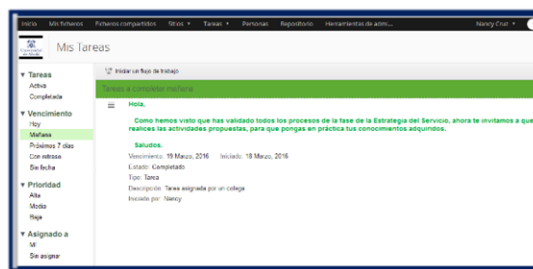 Inicio Mis ficheros Ficheros compartidos Sitios Tareas Personas Repositorio Herramientas de admi... Nancy Cruz
Mis Tareas
Iniciar un flujo de trabajo
Tareas a completar mañana
Tareas
Activa
Completada
Vencimiento
Hoy
Mañana
Próximos 7 días
Con retraso
Sin fecha
Prioridad
Alta
Media
Baja
Asignado a
Mí
Sin asignar
Hola,
Como hemos visto que has validado todos los procesos de la fase de la Estrategia del Servicio, ahora te invitamos a que
realices las actividades propuestas, para que pongas en práctica tus conocimientos adquiridos.
Saludos.
Vencimiento: 19 Marzo, 2016 Iniciado: 18 Marzo, 2016
Estado: Completado
Tipo: Tarea
Descripción: Tarea asignada por un colega
Iniciado por: Nancy